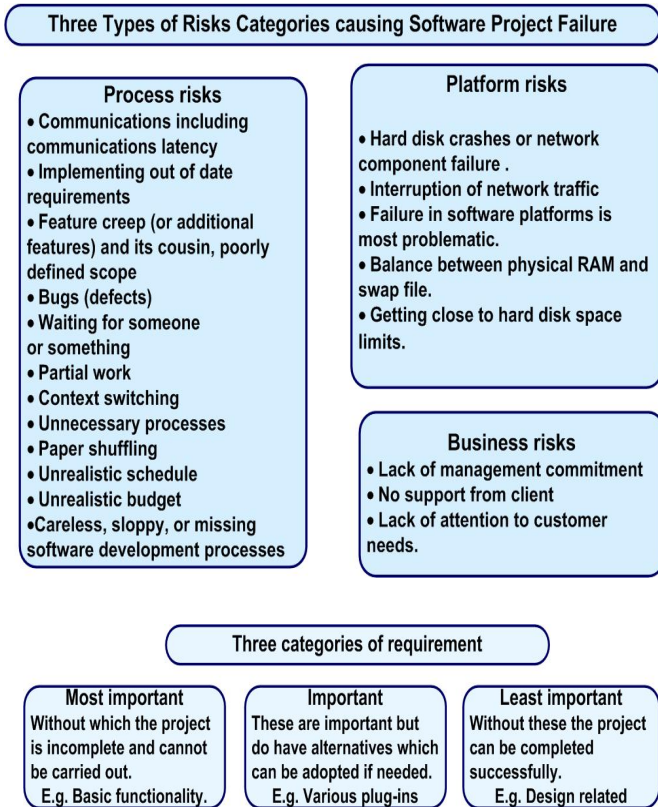 Three Types of Risks Categories causing Software Project Failure
Process risks
• Communications including
communications latency
• Implementing out of date
requirements
• Feature creep (or additional
features) and its cousin, poorly
defined scope
• Bugs (defects)
• Waiting for someone
or something
• Partial work
• Context switching
• Unnecessary processes
• Paper shuffling
• Unrealistic schedule
• Unrealistic budget
•Careless, sloppy, or missing
software development processes
Platform risks
• Hard disk crashes or network
component failure .
• Interruption of network traffic
• Failure in software platforms is
most problematic.
• Balance between physical RAM and
swap file.
• Getting close to hard disk space
limits.
Business risks
• Lack of management commitment
• No support from client
• Lack of attention to customer
needs.
Three categories of requirement
Most important
Without which the project
is incomplete and cannot
be carried out.
E.g. Basic functionality.
Important
These are important but
do have alternatives which
can be adopted if needed.
E.g. Various plug-ins
Least important
Without these the project
can be completed
successfully.
E.g. Design related